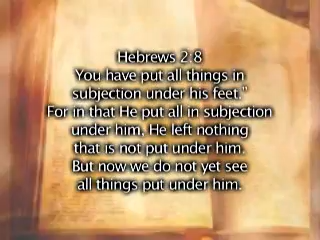 Hebrews 2:8
You have put all things in
subjection under his feet."
For in that He put all in subjection
under him, He left nothing
that is not put under him.
But now we do not yet see
all things put under him.